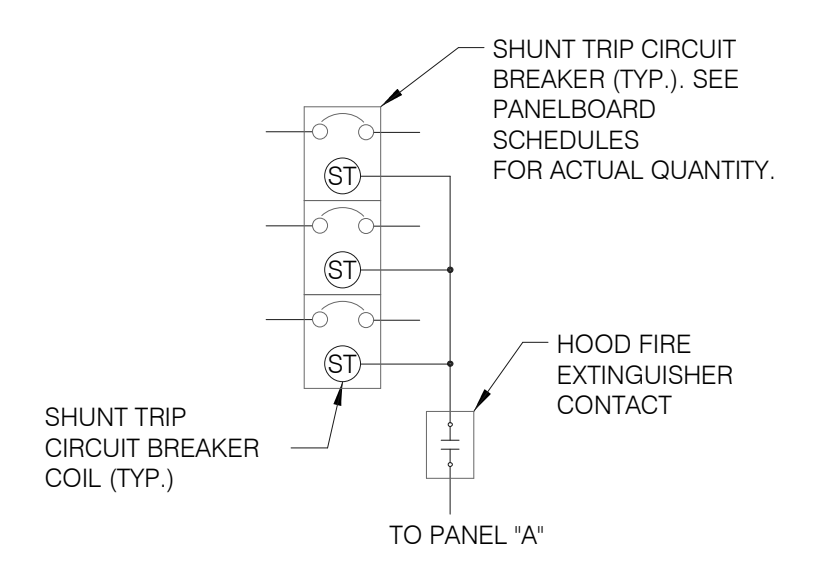 SHUNT TRIP CIRCUIT
BREAKER (TYP.). SEE
PANELBOARD
SCHEDULES
FOR ACTUAL QUANTITY.
ST
ST
ST
HOOD FIRE
EXTINGUISHER
CONTACT
SHUNT TRIP
CIRCUIT BREAKER
COIL (TYP.)
TO PANEL "A"